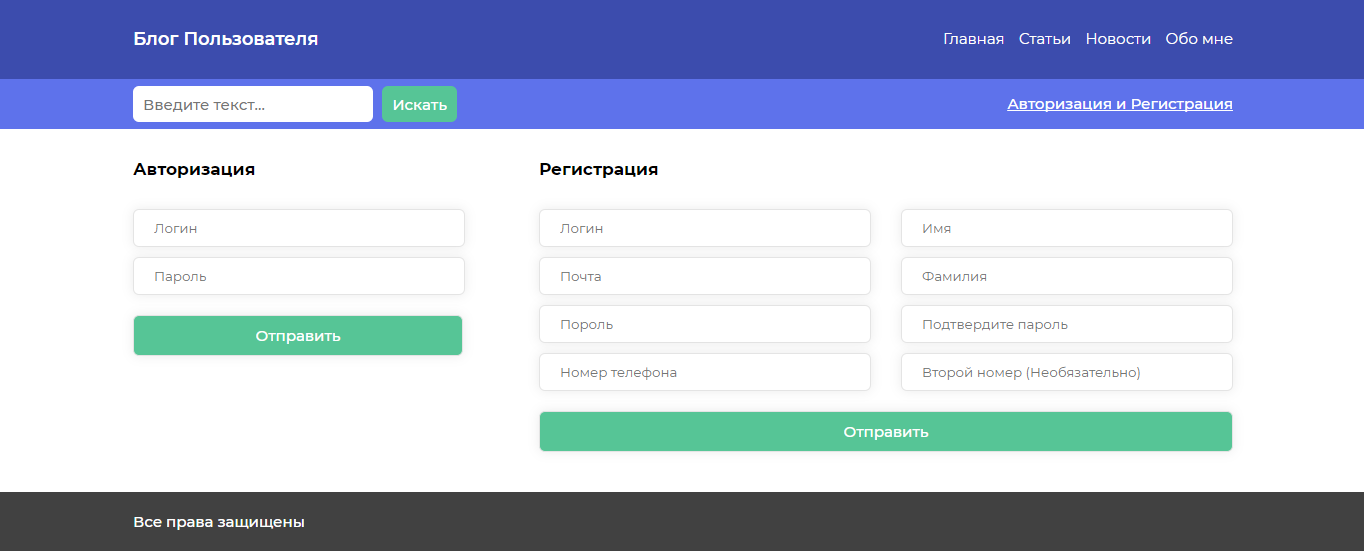 Блог Пользователя
Главная Статьи Новости Обо мне
Введите текст... Искать
Авторизация и Регистрация
Авторизация
Логин
Пароль
Отправить
Регистрация
Логин Имя
Почта Фамилия
Пороль Подтвердите пароль
Номер телефона Второй номер (Необязательно)
Отправить
Все права защищены